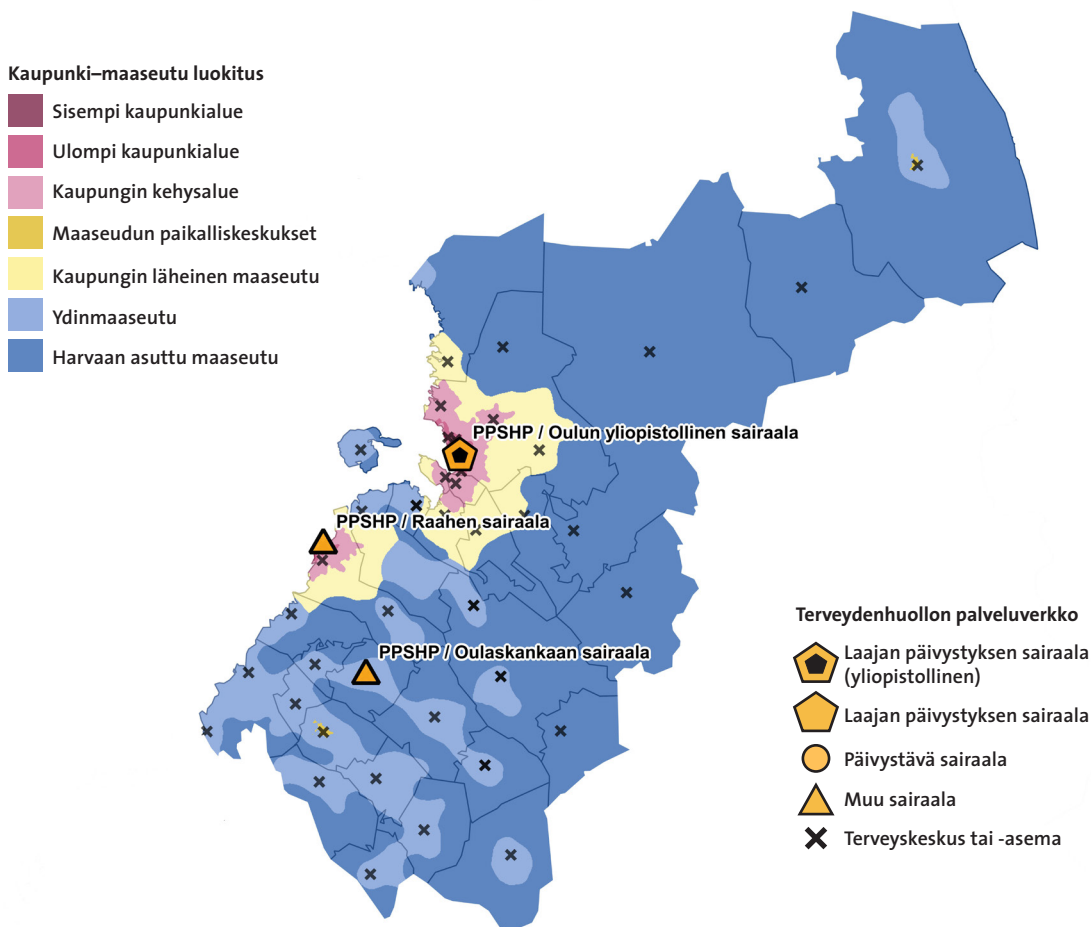 Kaupunki–maaseutu luokitus
Sisempi kaupunkialue
Ulompi kaupunkialue
Kaupungin kehysalue
Maaseudun paikalliskeskukset
Kaupungin läheinen maaseutu
Ydinmaaseutu
Harvaan asuttu maaseutu
PPSHP / Oulun yliopistollinen sairaala
PPSHP / Raahen sairaala
PPSHP / Oulaskankaan sairaala
Terveydenhuollon palveluverkko
Laajan päivystyksen sairaala
(yliopistollinen)
Laajan päivystyksen sairaala
Päivystävä sairaala
Muu sairaala
Terveyskeskus tai -asema